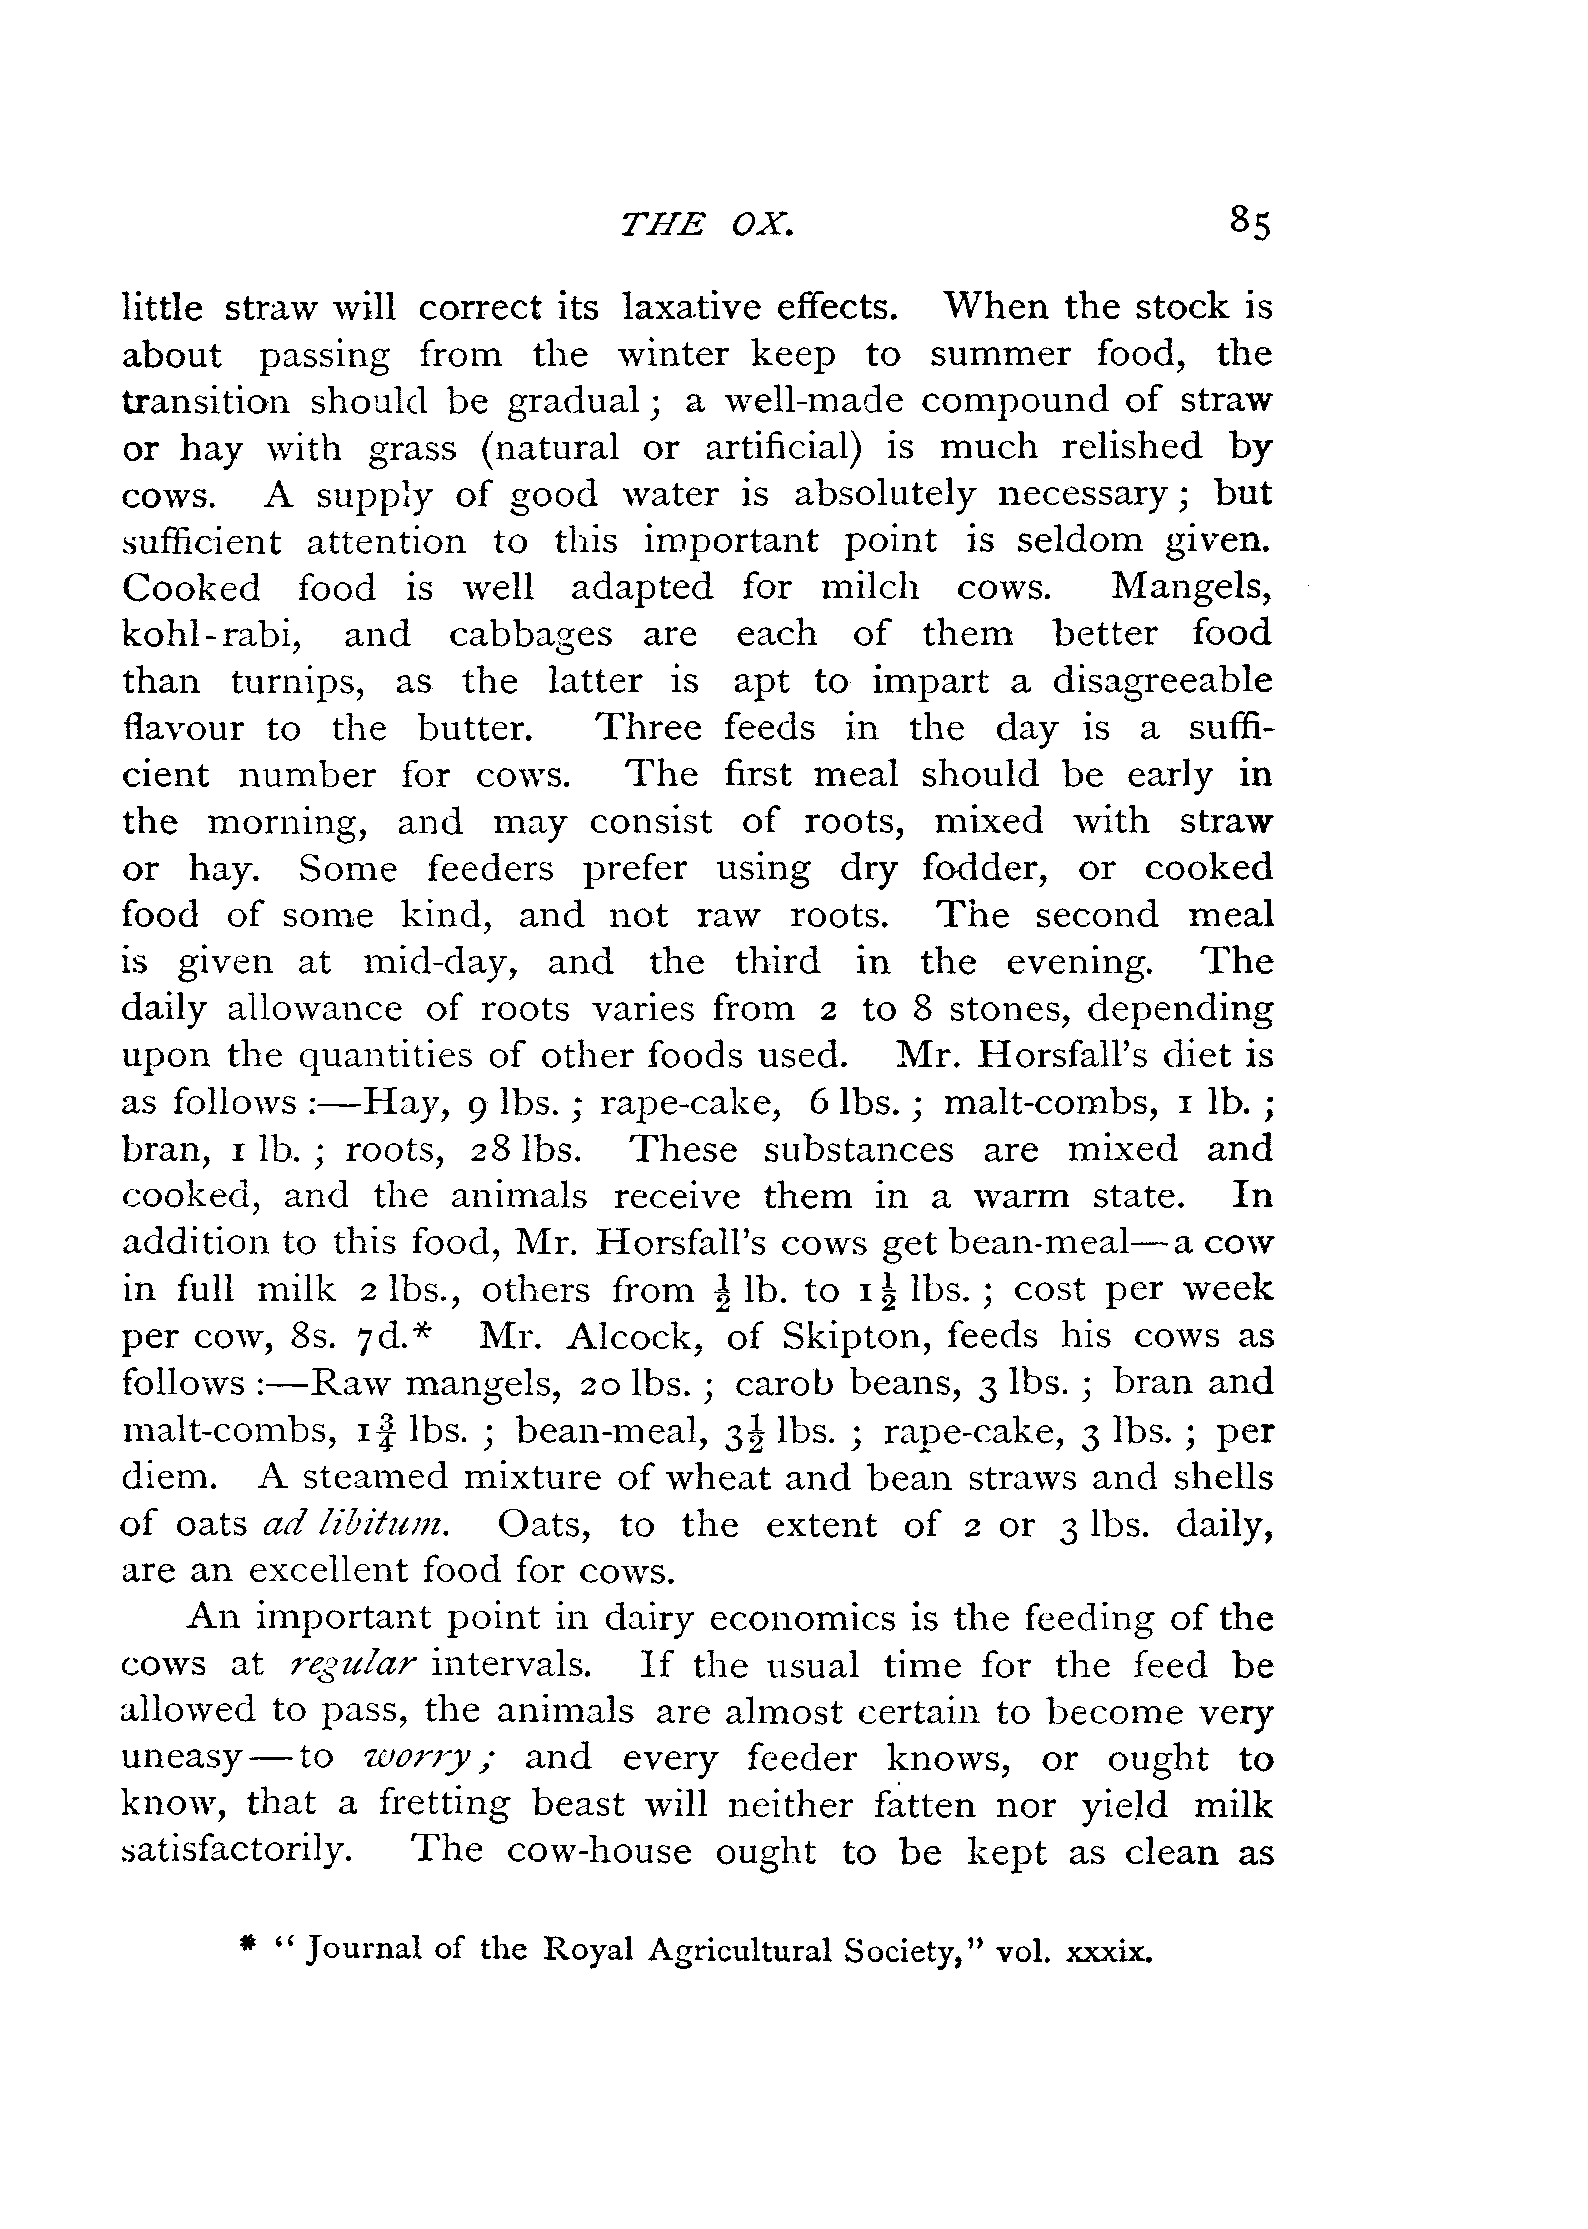 THE OX. 85
little straw will correct its laxative effects. When the stock is
about passing from the winter keep to summer food, the
transition should be gradual ; a well-made compound of straw
or hay with grass (natural or artificial) is much relished by
cows. A supply of good water is absolutely necessary ; but
sufficient attention to this important point is seldom given.
Cooked food is well adapted for milch cows. Mangels,
kohl-rabi, and cabbages are each of them better food
than turnips, as the latter is apt to impart a disagreeable
flavour to the butter. Three feeds in the day is a suffi-
cient number for cows. The first meal should be early in
the morning, and may consist of roots, mixed with straw
or hay. Some feeders prefer using dry fodder, or cooked
food of some kind, and not raw roots. The second meal
is given at mid-day, and the third in the evening. The
daily allowance of roots varies from 2 to 8 stones, depending
upon the quantities of other foods used. Mr. Horsfall's diet is
as follows :—Hay, 9 lbs. ; rape-cake, 6 lbs. ; malt-combs, 1 lb. ;
bran, 1 lb. ; roots, 28 lbs. These substances are mixed and
cooked, and the animals receive them in a warm state. In
addition to this food, Mr. Horsfall's cows get bean-meal—a cow
in full milk 2 lbs., others from ½ lb. to 1½ lbs. ; cost per week
per cow, 8s. 7d.* Mr. Alcock, of Skipton, feeds his cows as
follows :—Raw mangels, 20 lbs. ; carob beans, 3 lbs. ; bran and
malt-combs, 1¾ lbs. ; bean-meal, 3½ lbs. ; rape-cake, 3 lbs. ; per
diem. A steamed mixture of wheat and bean straws and shells
of oats ad libitum. Oats, to the extent of 2 or 3 lbs. daily,
are an excellent food for cows.
An important point in dairy economics is the feeding of the
cows at regular intervals. If the usual time for the feed be
allowed to pass, the animals are almost certain to become very
uneasy—to worry ; and every feeder knows, or ought to
know, that a fretting beast will neither fatten nor yield milk
satisfactorily. The cow-house ought to be kept as clean as
* "Journal of the Royal Agricultural Society," vol. xxxix.